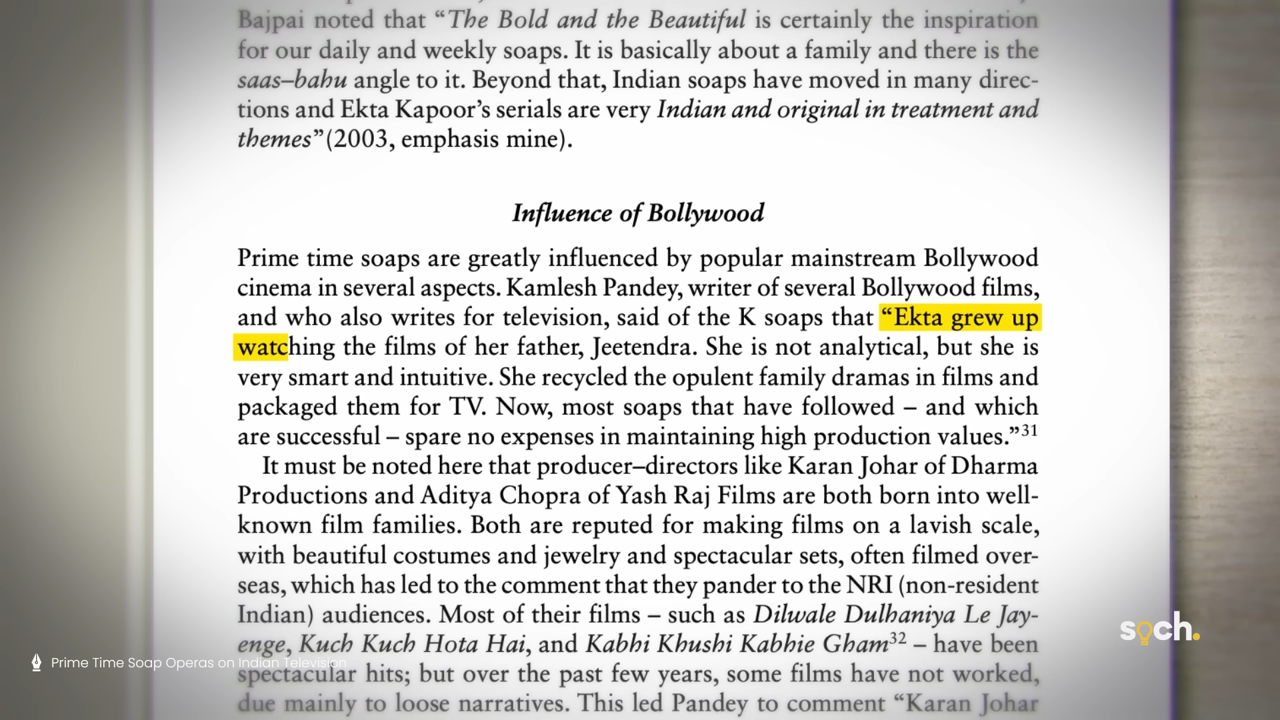 Bajpai noted that “The Bold and the Beautiful is certainly the inspiration
for our daily and weekly soaps. It is basically about a family and there is the
saas–bahu angle to it. Beyond that, Indian soaps have moved in many direc-
tions and Ekta Kapoor’s serials are very Indian and original in treatment and
themes”(2003, emphasis mine).
Influence of Bollywood
Prime time soaps are greatly influenced by popular mainstream Bollywood
cinema in several aspects. Kamlesh Pandey, writer of several Bollywood films,
and who also writes for television, said of the K soaps that “Ekta grew up
watching the films of her father, Jeetendra. She is not analytical, but she is
very smart and intuitive. She recycled the opulent family dramas in films and
packaged them for TV. Now, most soaps that have followed – and which
are successful – spare no expenses in maintaining high production values.”31
It must be noted here that producer–directors like Karan Johar of Dharma
Productions and Aditya Chopra of Yash Raj Films are both born into well-
known film families. Both are reputed for making films on a lavish scale,
with beautiful costumes and jewelry and spectacular sets, often filmed over-
seas, which has led to the comment that they pander to the NRI (non-resident
Indian) audiences. Most of their films – such as Dilwale Dulhaniya Le Jay-
enge, Kuch Kuch Hota Hai, and Kabhi Khushi Kabhie Gham32 – have been
spectacular hits; but over the past few years, some films have not worked,
due mainly to loose narratives. This led Pandey to comment “Karan Johar
Prime Time Soap Operas on Indian Television
soch.